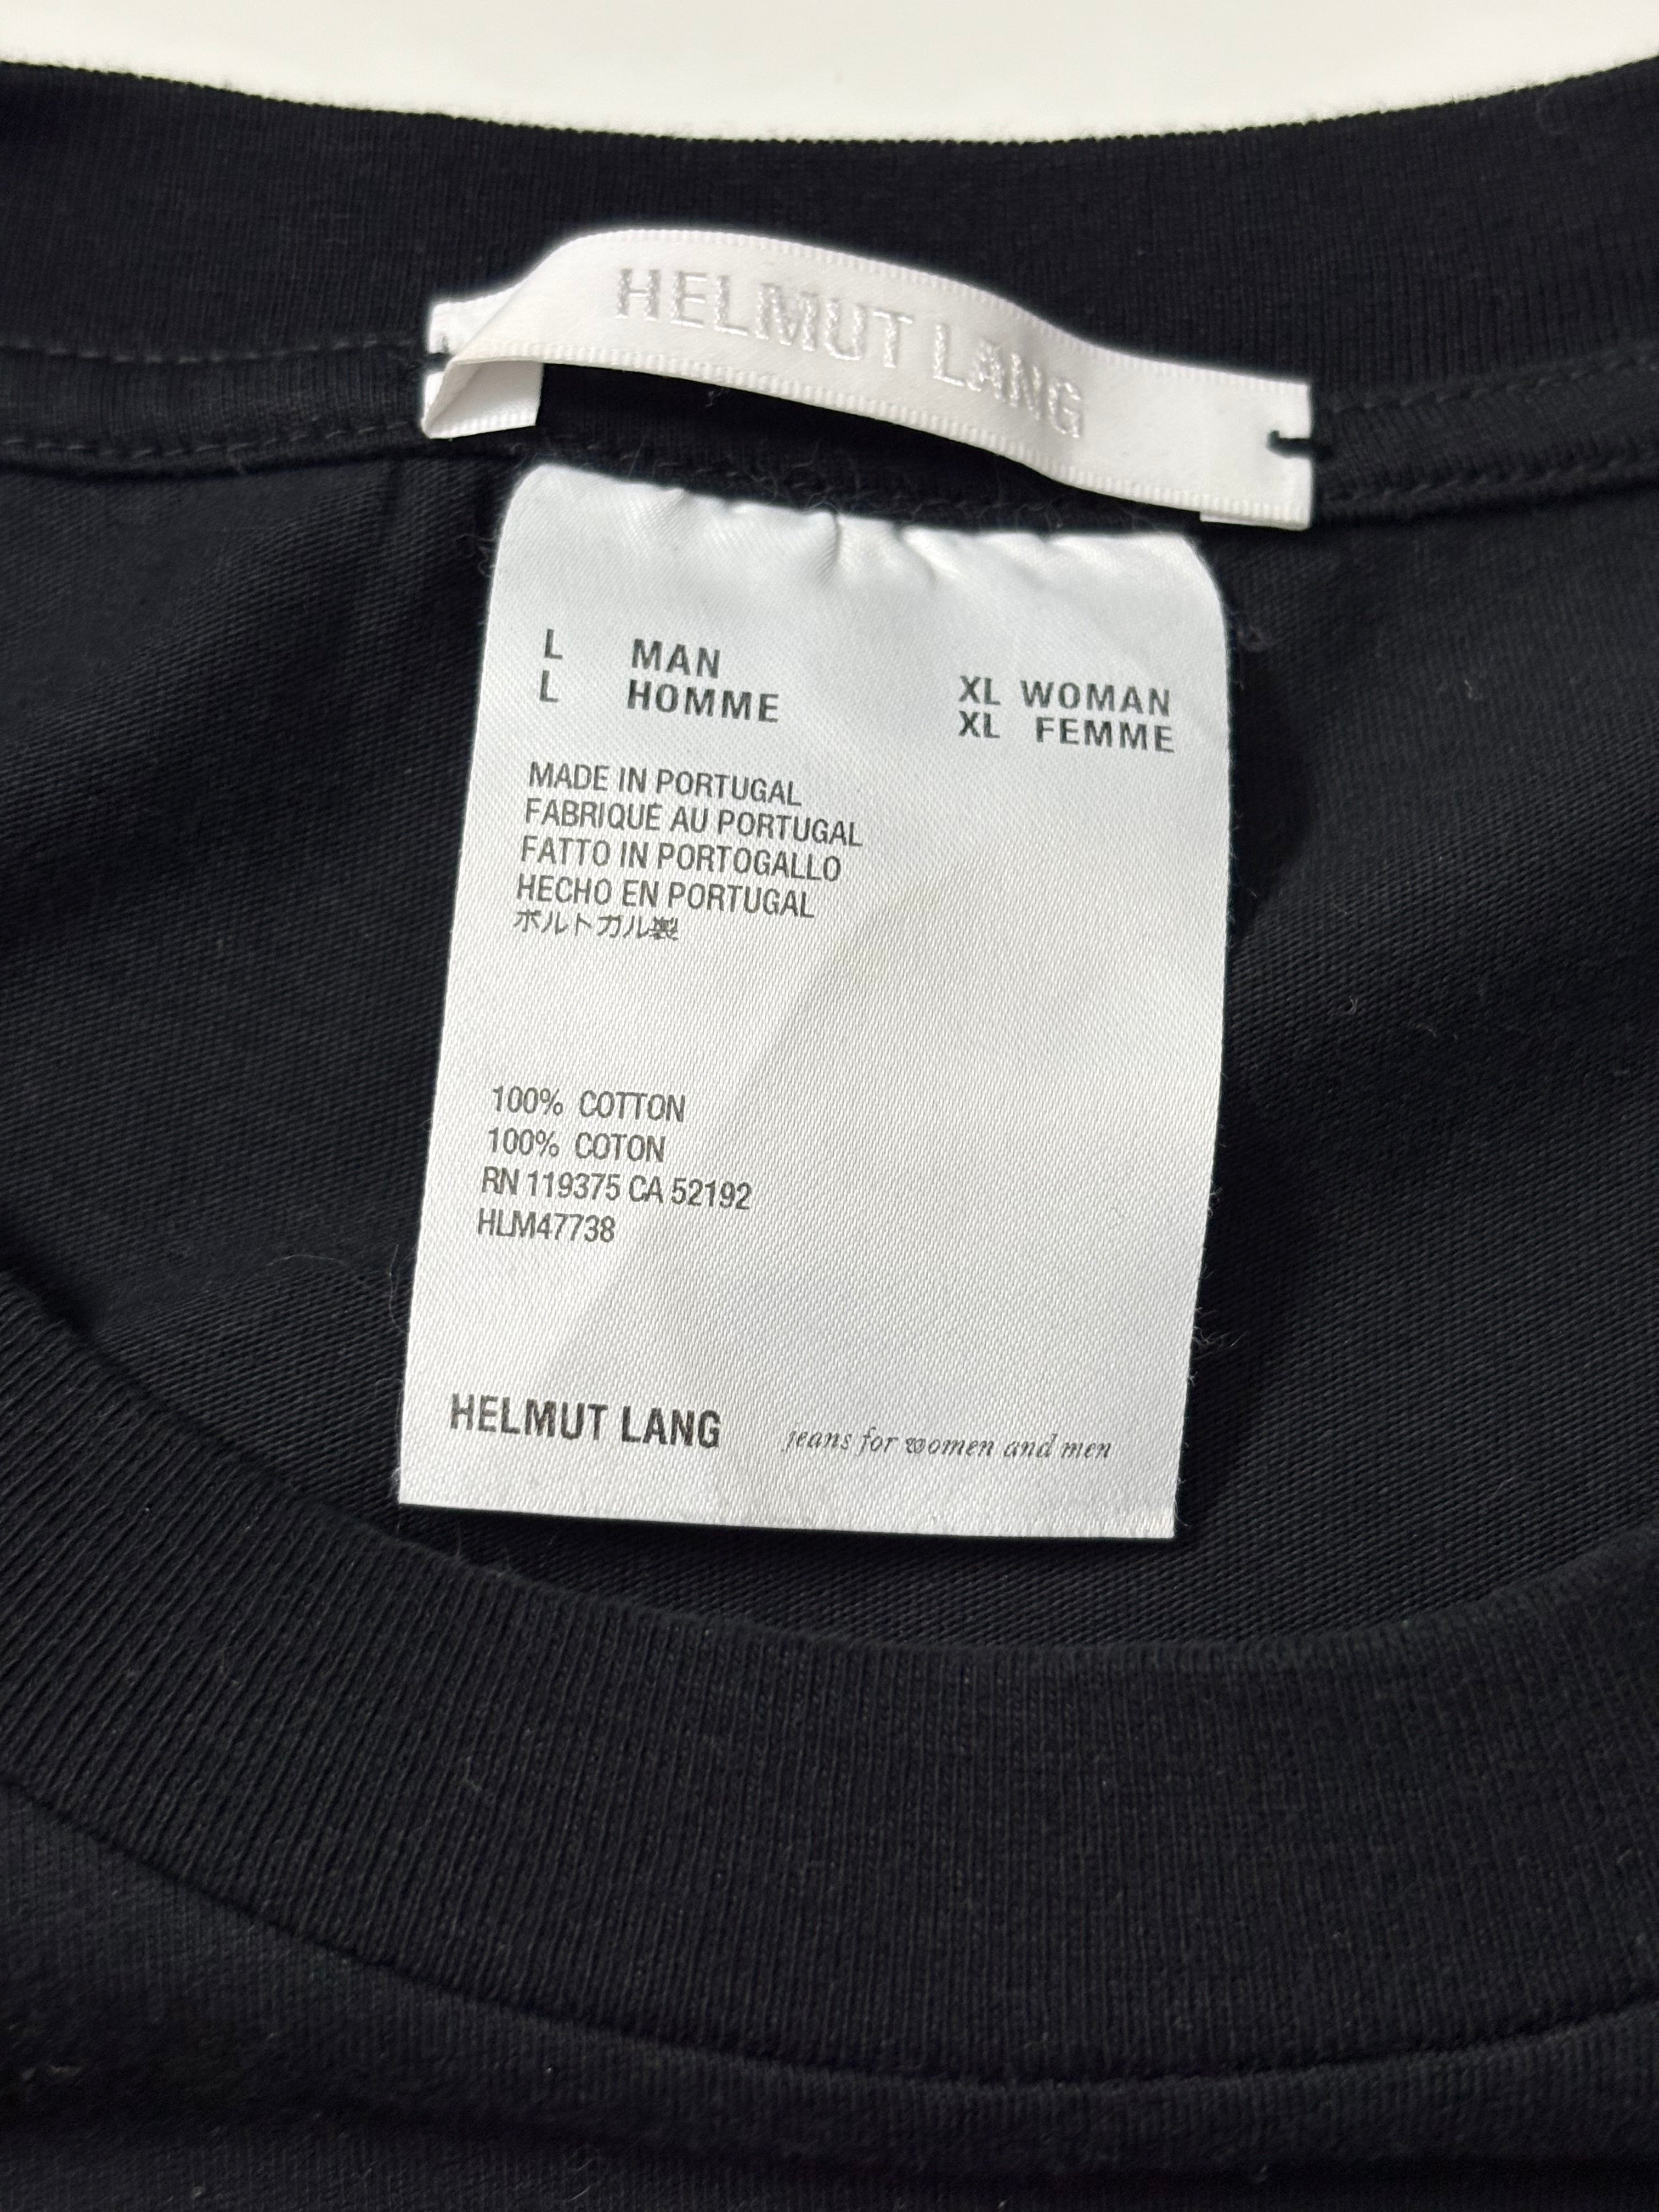 HELMUT LANG
L MAN XL WOMAN
L HOMME XL FEMME
MADE IN PORTUGAL
FABRIQUÉ AU PORTUGAL
FATTO IN PORTOGALLO
HECHO EN PORTUGAL
ポルトガル製
100% COTTON
100% COTON
RN 119375 CA 52192
HLM47738
HELMUT LANG jeans for women and men